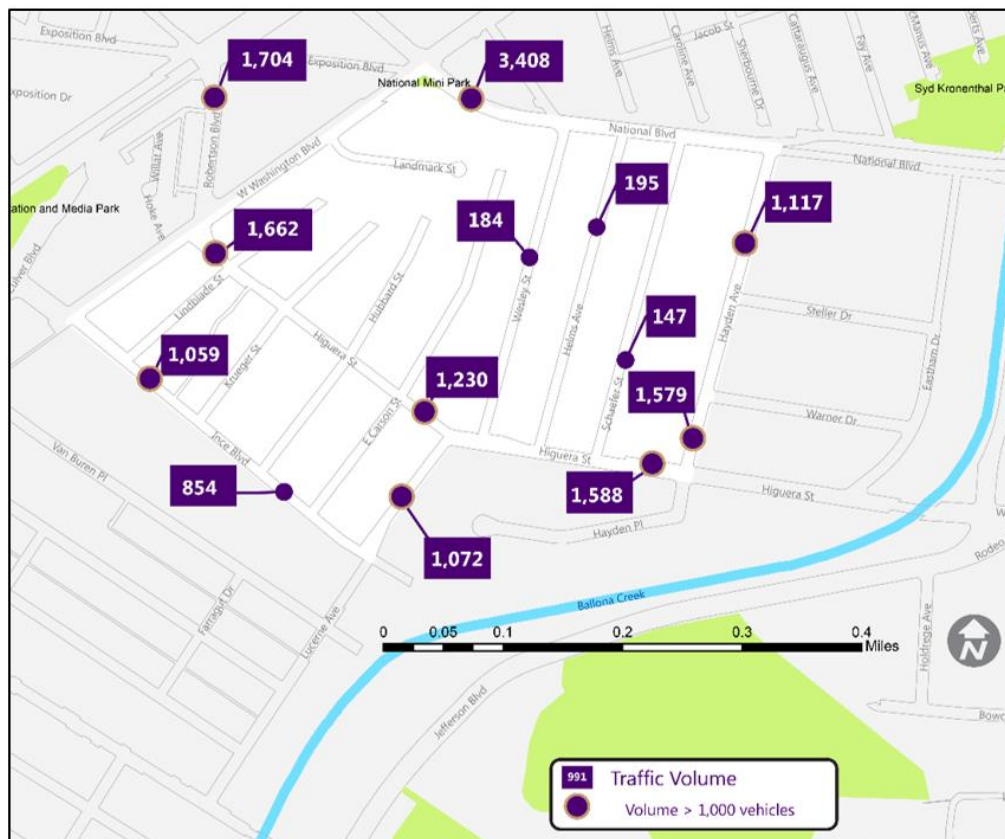 Exposition Blvd
1,704
3,408
Exposition Blvd
National Mini Park
Jacob St
Helms Ave
Caroline Ave
Sherbourne Dr
Cattaraugus Ave
Fay Ave
McManus Ave
Syd Kronenthal Pa
xposition Dr
Willat Ave
Robertson Blvd
Hoke Ave
W Washington Blvd
Landmark St
National Blvd
National Blvd
195
1,117
184
ation and Media Park
ulver Blvd
1,662
Lindblade St
Hubbard St
Wesley St
Helms Ave
Hayden Ave
Steller Dr
Eastham Dr
147
1,059
Krueger St
Higuera St
1,230
1,579
Schaefer St
E Carson St
Warner Dr
Van Buren Pl
Ince Blvd
Higuera St
854
1,588
Higuera St
Hayden Pl
1,072
Rodeo
Farragut Dr
Lucerne Ave
Ballona Creek
Holdrege Ave
0 0.05 0.1 0.2 0.3 0.4
Miles
N
Jefferson Blvd
Bowc
991 Traffic Volume
Volume > 1,000 vehicles